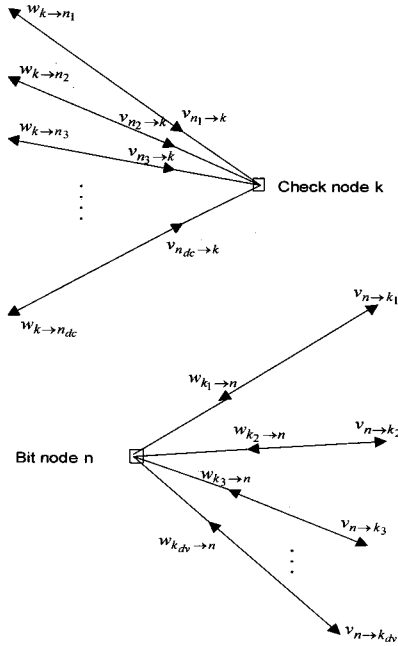 w_{k→n_1}
w_{k→n_2}
v_{n_1→k}
v_{n_2→k}
w_{k→n_3}
v_{n_3→k}
Check node k
v_{n_{dc}→k}
w_{k→n_{dc}}
v_{n→k_1}
w_{k_1→n}
w_{k_2→n}
v_{n→k_2}
Bit node n
w_{k_3→n}
v_{n→k_3}
w_{k_{dv}→n}
v_{n→k_{dv}}